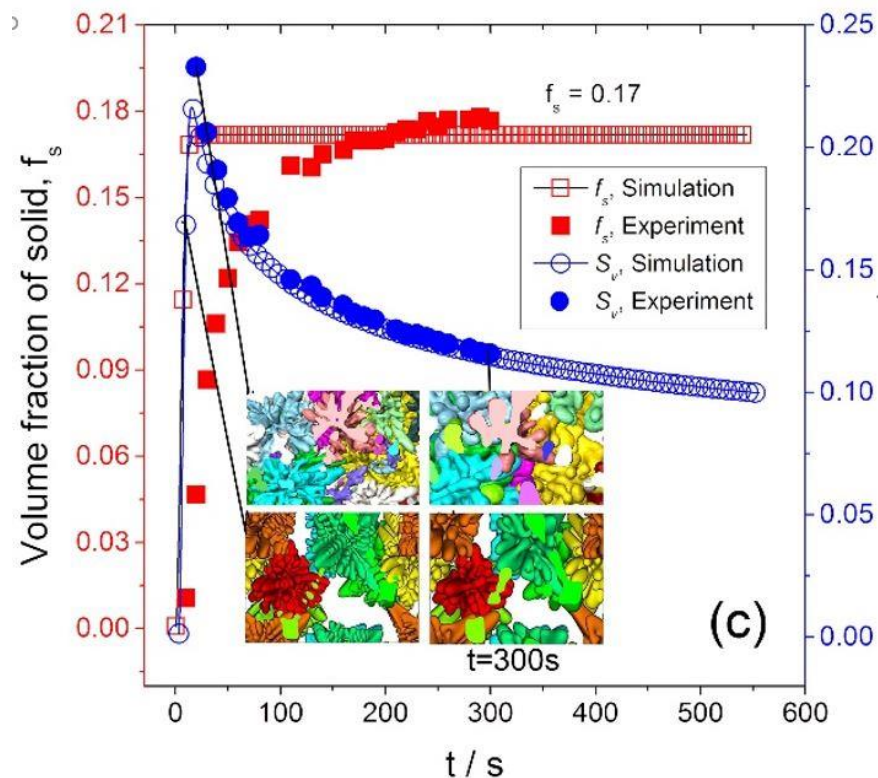 0.21
0.18
0.15
0.12
0.09
0.06
0.03
0.00
Volume fraction of solid, fₛ
0.25
0.20
0.15
0.10
0.05
0.00
fₛ = 0.17
fₛ, Simulation
fₛ, Experiment
Sᵥ, Simulation
Sᵥ, Experiment
(c)
t=300s
0 100 200 300 400 500 600
t / s